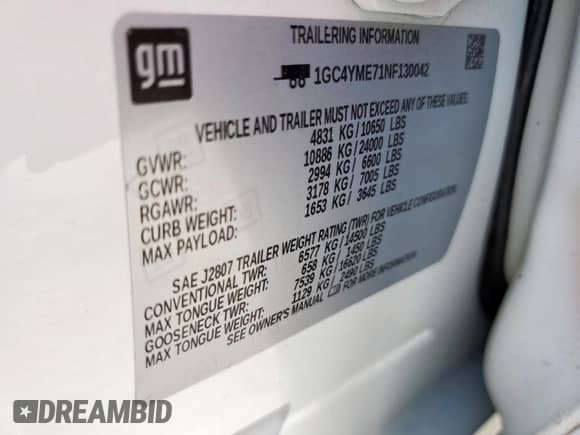 gm
TRAILERING INFORMATION
1GC4YME71NF130042
VEHICLE AND TRAILER MUST NOT EXCEED ANY OF THESE VALUES.
GVWR: 4831 KG/10650 LBS
GCWR: 10886 KG/24000 LBS
RGAWR: 2994 KG/ 6600 LBS
CURB WEIGHT: 3178 KG/ 7005 LBS
MAX PAYLOAD: 1653 KG/ 3645 LBS
SAE J2807 TRAILER WEIGHT RATING (TWR) FOR VEHICLE CONFIGURATION:
CONVENTIONAL TWR: 6577 KG/14500 LBS
MAX TONGUE WEIGHT: 658 KG/ 1450 LBS
GOOSENECK TWR: 7539 KG/16620 LBS
MAX TONGUE WEIGHT: 1129 KG/ 2490 LBS
SEE OWNER'S MANUAL FOR MORE INFORMATION
DREAMBID